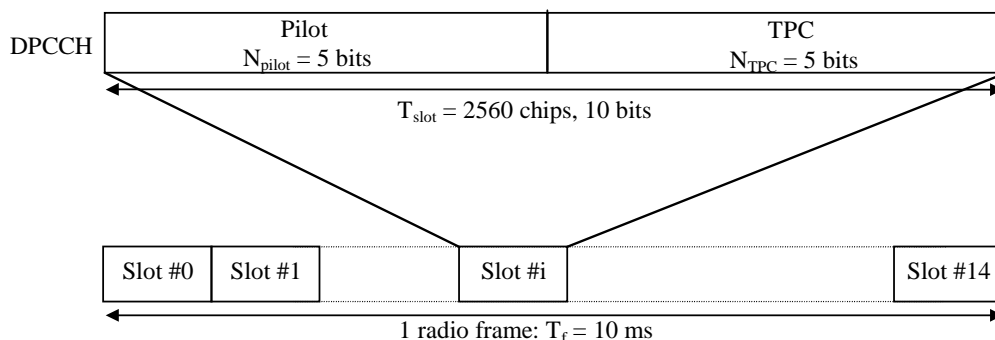 DPCCH
Pilot
N_pilot = 5 bits
TPC
N_TPC = 5 bits
T_slot = 2560 chips, 10 bits
Slot #0
Slot #1
Slot #i
Slot #14
1 radio frame: T_f = 10 ms